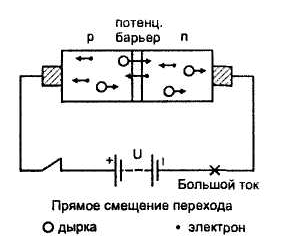 потенц.
p барьер n
+ U I
Большой ток
Прямое смещение перехода
дырка • электрон